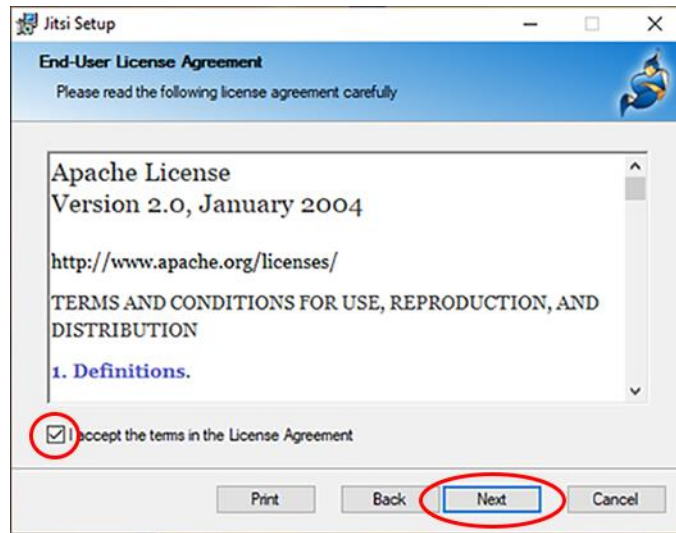 Jitsi Setup
End-User License Agreement
Please read the following license agreement carefully
Apache License
Version 2.0, January 2004
http://www.apache.org/licenses/
TERMS AND CONDITIONS FOR USE, REPRODUCTION, AND
DISTRIBUTION
1. Definitions.
I accept the terms in the License Agreement
Print Back Next Cancel